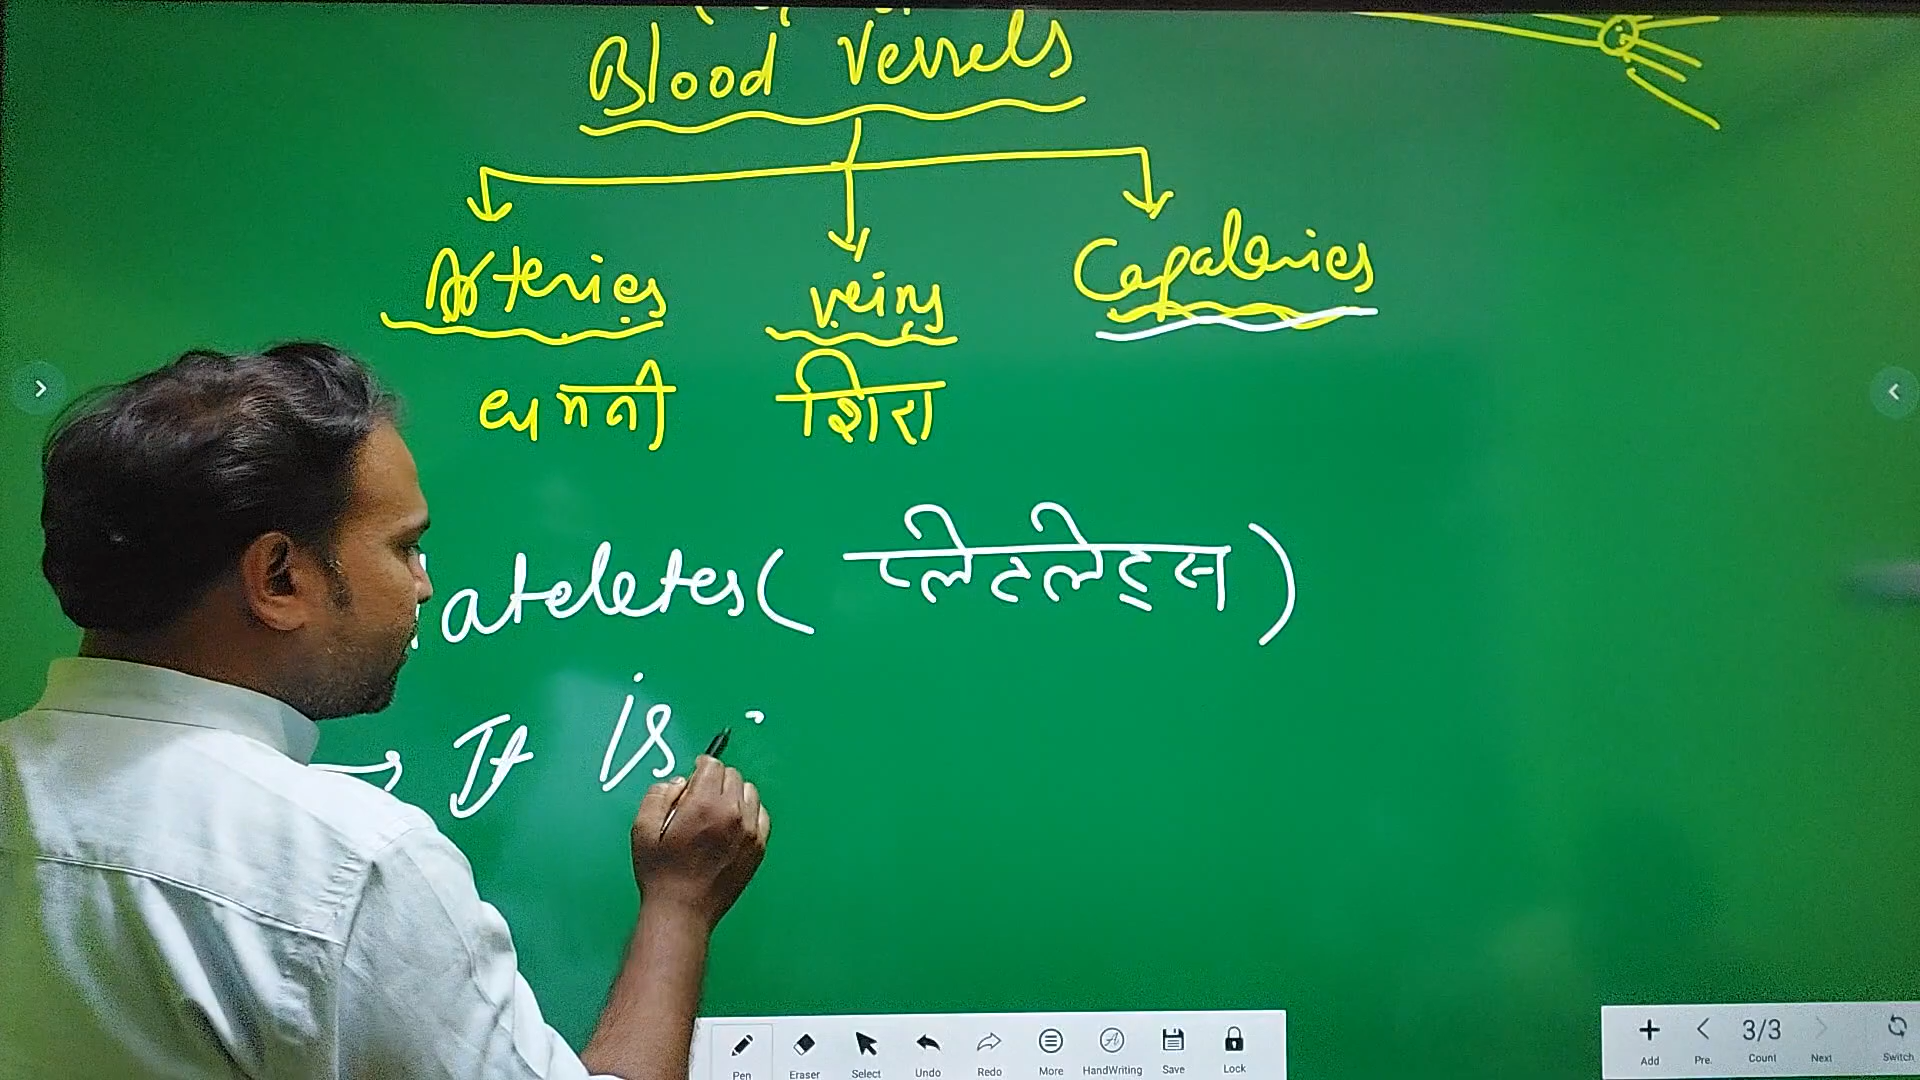 Blood Vessels
Arteries veins Capalaries
धमनी शिरा
lateletes ( प्लेटलेट्स )
→ It is
Pen Eraser Select Undo Redo More HandWriting Save Lock
3/3
Add Pre. Count Next Switch